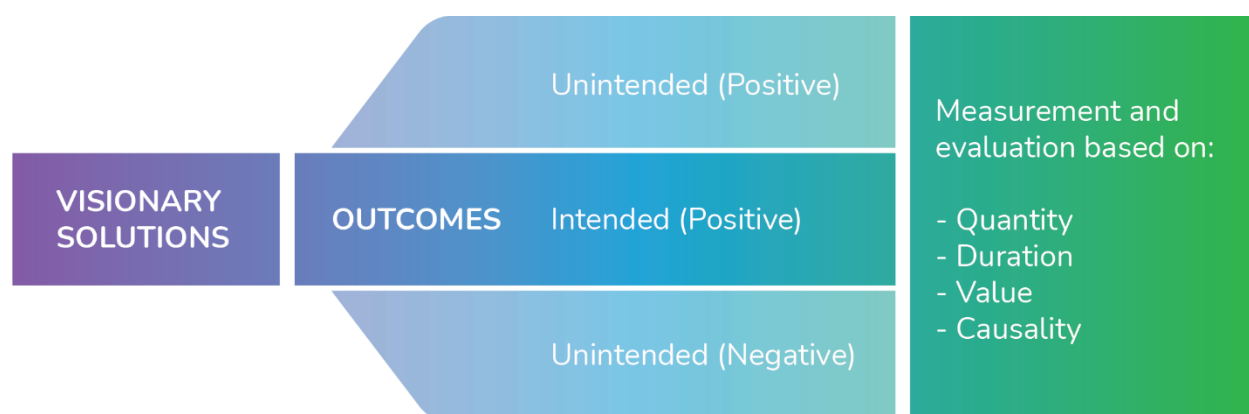 VISIONARY
SOLUTIONS
OUTCOMES
Unintended (Positive)
Intended (Positive)
Unintended (Negative)
Measurement and
evaluation based on:
- Quantity
- Duration
- Value
- Causality